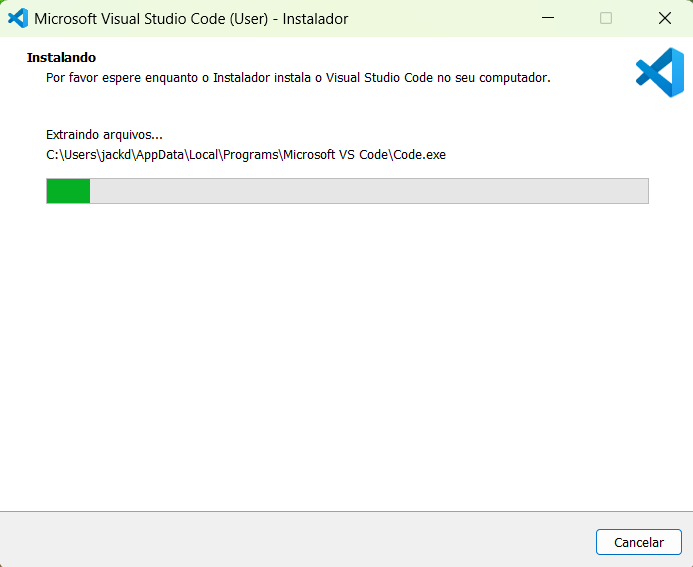 Microsoft Visual Studio Code (User) - Instalador
Instalando
Por favor espere enquanto o Instalador instala o Visual Studio Code no seu computador.
Extraindo arquivos...
C:\Users\jackd\AppData\Local\Programs\Microsoft VS Code\Code.exe
Cancelar